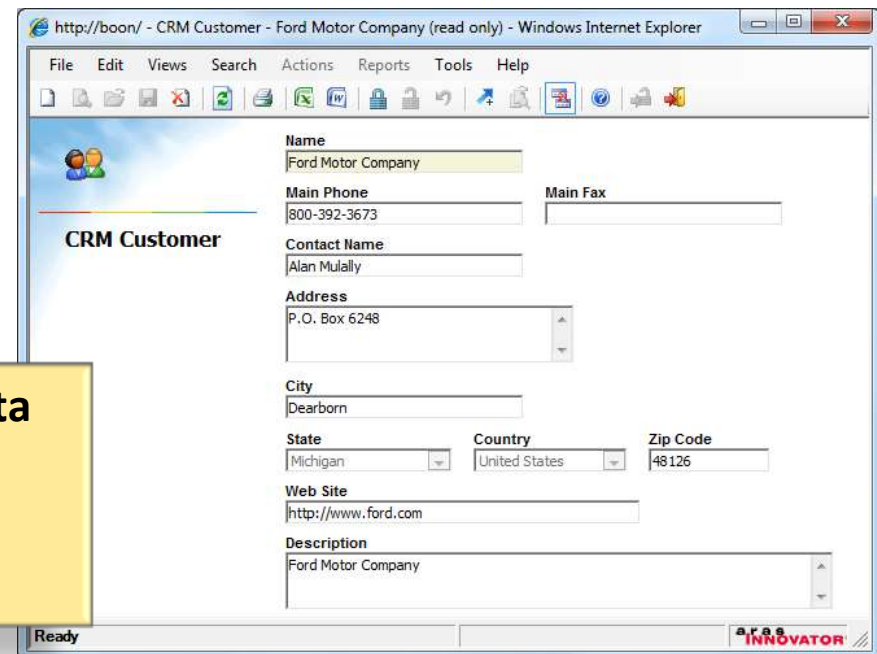 http://boon/ - CRM Customer - Ford Motor Company (read only) - Windows Internet Explorer
File Edit Views Search Actions Reports Tools Help
Name
Ford Motor Company
Main Phone Main Fax
800-392-3673
CRM Customer
Contact Name
Alan Mulally
Address
P.O. Box 6248
ta
City
Dearborn
State Country Zip Code
Michigan United States 48126
Web Site
http://www.ford.com
Description
Ford Motor Company
Ready
aras INNOVATOR